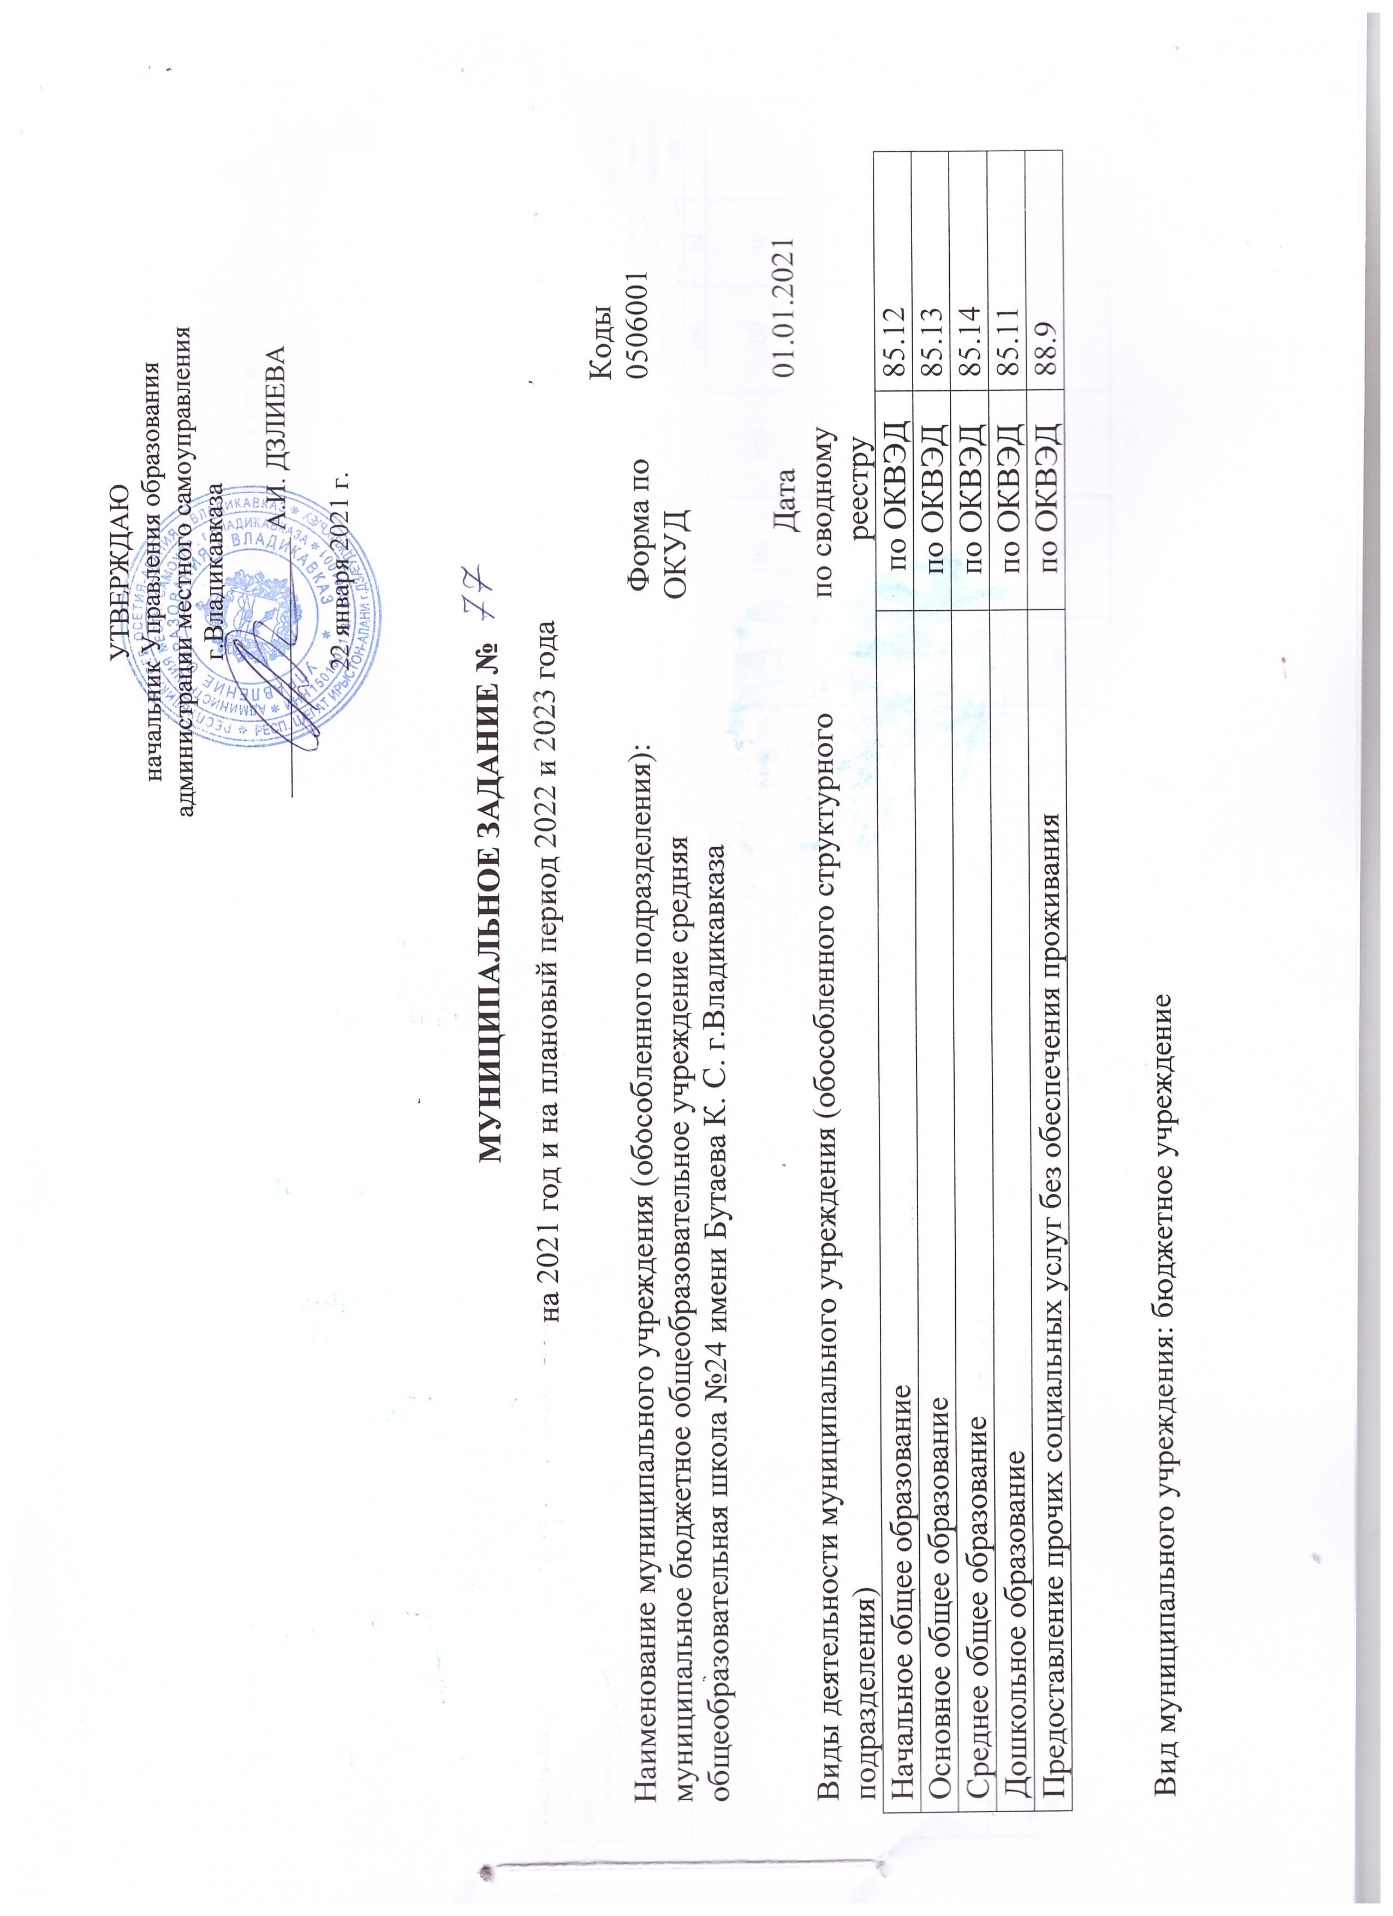 УТВЕРЖДАЮ
начальник Управления образования
администрации местного самоуправления
г.Владикавказа
А.И. ДЗЛИЕВА
22 января 2021 г.
МУНИЦИПАЛЬНОЕ ЗАДАНИЕ № 77
на 2021 год и на плановый период 2022 и 2023 года
Коды
Наименование муниципального учреждения (обособленного подразделения): Форма по 0506001
муниципальное бюджетное общеобразовательное учреждение средняя ОКУД
общеобразовательная школа №24 имени Бутаева К. С. г.Владикавказа
Дата 01.01.2021
Виды деятельности муниципального учреждения (обособленного структурного по сводному
подразделения) реестру
Начальное общее образование по ОКВЭД 85.12
Основное общее образование по ОКВЭД 85.13
Среднее общее образование по ОКВЭД 85.14
Дошкольное образование по ОКВЭД 85.11
Предоставление прочих социальных услуг без обеспечения проживания по ОКВЭД 88.9
Вид муниципального учреждения: бюджетное учреждение